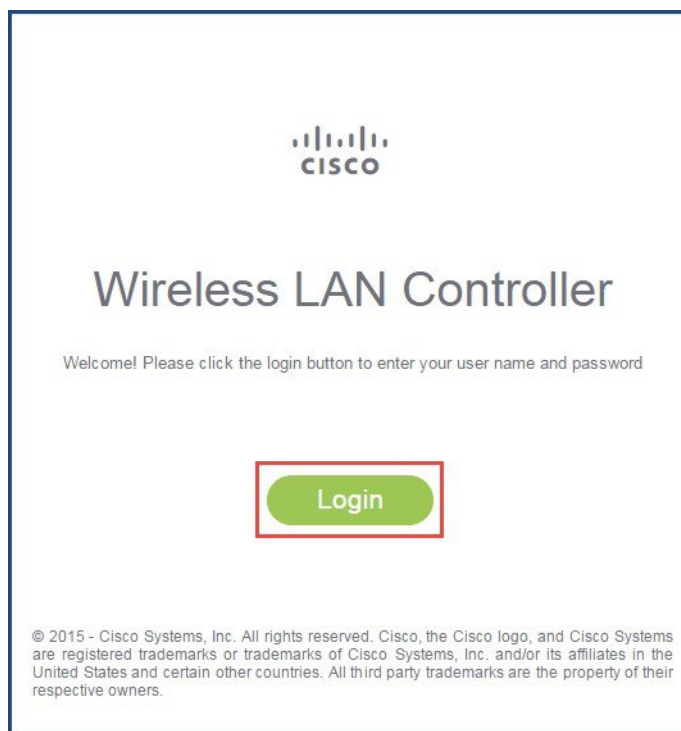 CISCO
Wireless LAN Controller
Welcome! Please click the login button to enter your user name and password
Login
© 2015 - Cisco Systems, Inc. All rights reserved. Cisco, the Cisco logo, and Cisco Systems
are registered trademarks or trademarks of Cisco Systems, Inc. and/or its affiliates in the
United States and certain other countries. All third party trademarks are the property of their
respective owners.